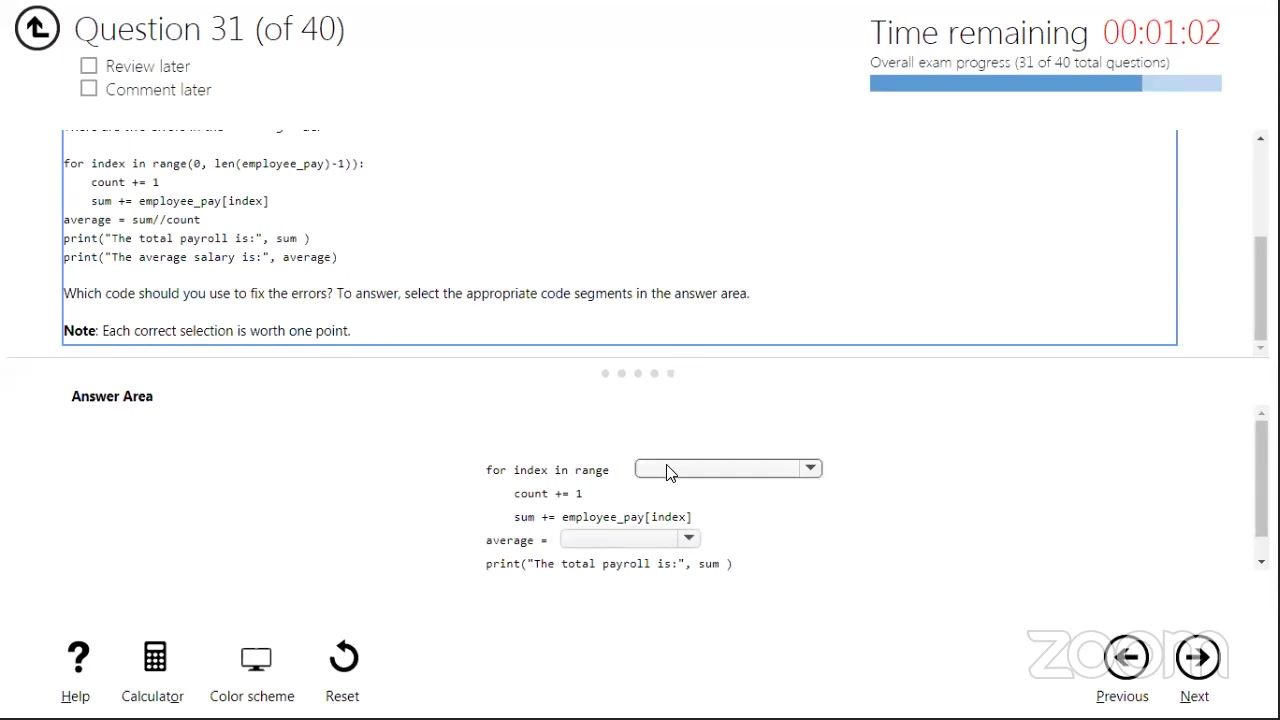 Question 31 (of 40)
Time remaining 00:01:02
Review later
Overall exam progress (31 of 40 total questions)
Comment later
for index in range(0, len(employee_pay)-1)):
count += 1
sum += employee_pay[index]
average = sum//count
print("The total payroll is:", sum )
print("The average salary is:", average)
Which code should you use to fix the errors? To answer, select the appropriate code segments in the answer area.
Note: Each correct selection is worth one point.
Answer Area
for index in range
count += 1
sum += employee_pay[index]
average =
print("The total payroll is:", sum )
zoom
Help
Calculator
Color scheme
Reset
Previous
Next